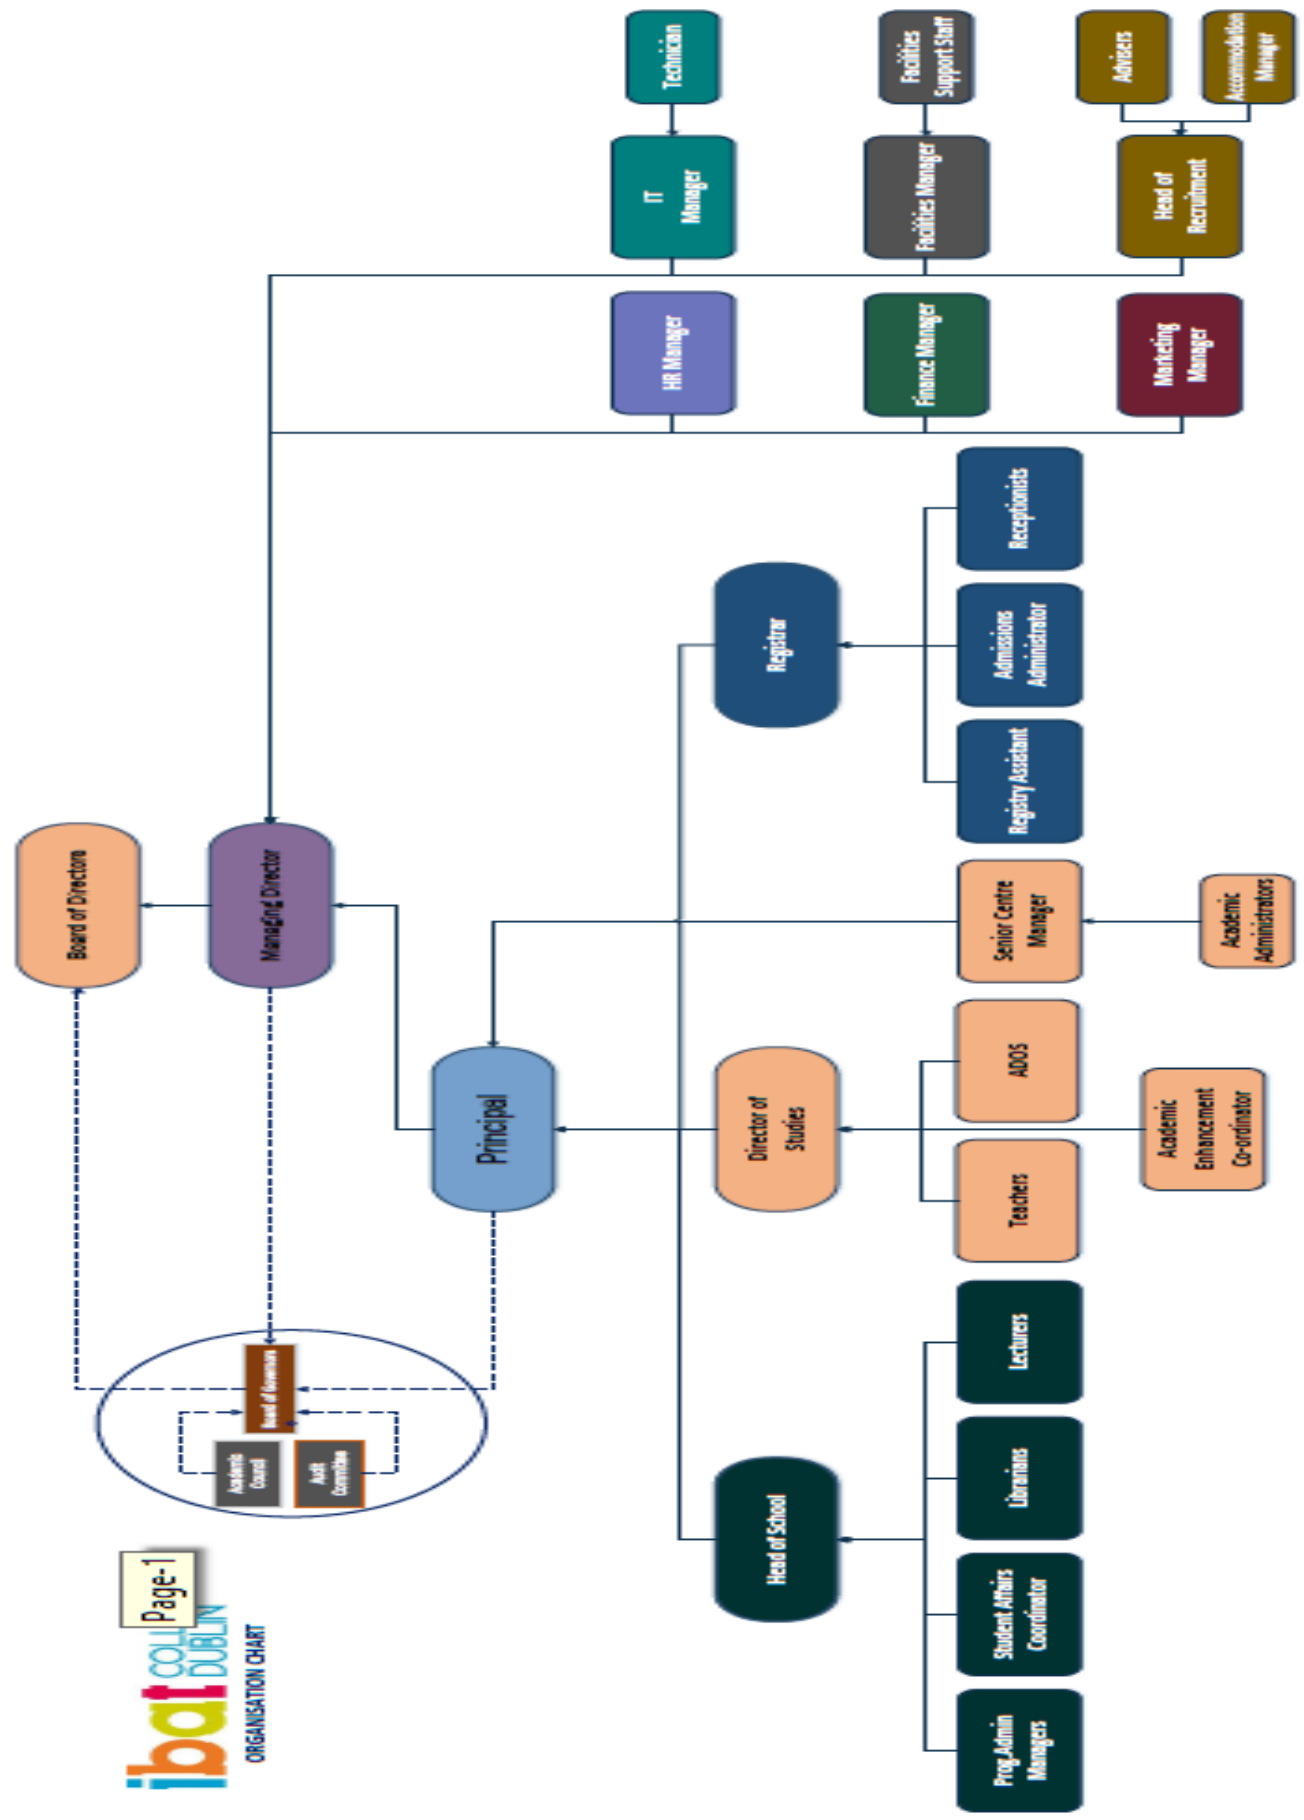 ibat
COLL
DUBLIN
Page-1
ORGANISATION CHART
Board of Directors
Managing Director
Board of Governors
Academic
Council
Audit
Committee
Principal
Head of School
Director of
Studies
Registrar
Prog.Admin
Managers
Student Affairs
Coordinator
Librarians
Lecturers
Teachers
ADOS
Academic
Enhancement
Co-ordinator
Senior Centre
Manager
Academic
Administrators
Registry Assistant
Admissions
Administrator
Receptionists
HR Manager
Finance Manager
Marketing
Manager
IT
Manager
Facilities Manager
Head of
Recruitment
Technician
Facilities
Support Staff
Advisers
Accommodation
Manager